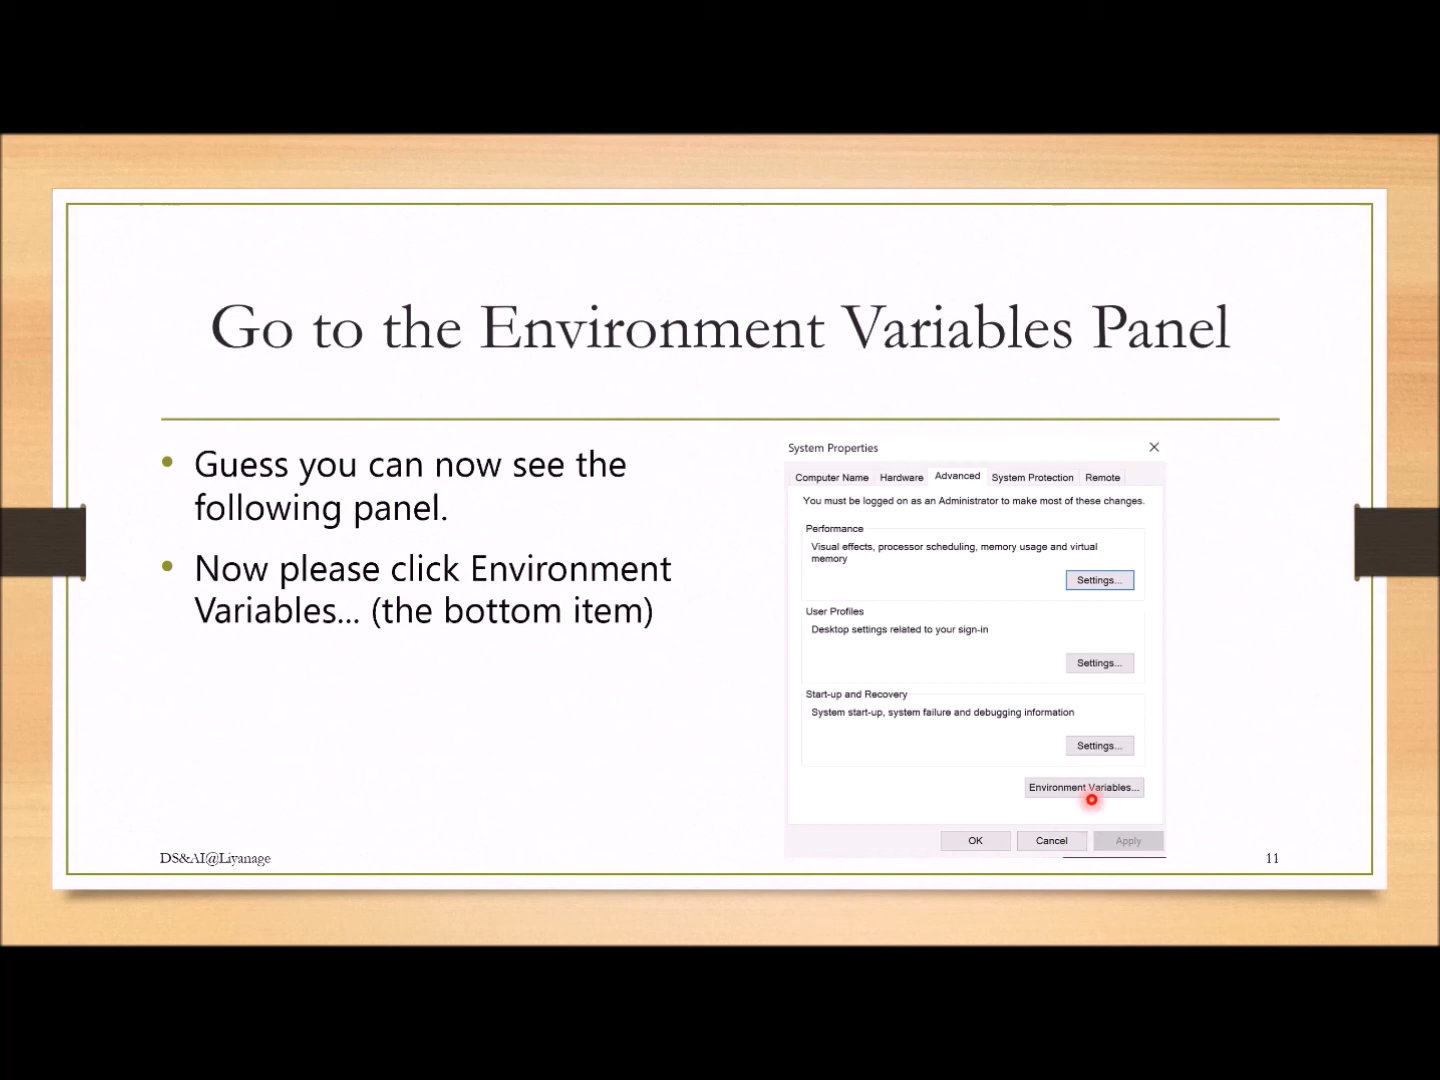 Go to the Environment Variables Panel
• Guess you can now see the
following panel.
• Now please click Environment
Variables... (the bottom item)
System Properties
Computer Name Hardware Advanced System Protection Remote
You must be logged on as an Administrator to make most of these changes.
Performance
Visual effects, processor scheduling, memory usage and virtual
memory
Settings...
User Profiles
Desktop settings related to your sign-in
Settings...
Start-up and Recovery
System start-up, system failure and debugging information
Settings...
Environment Variables...
OK Cancel Apply
DS&AI@Liyanage
11